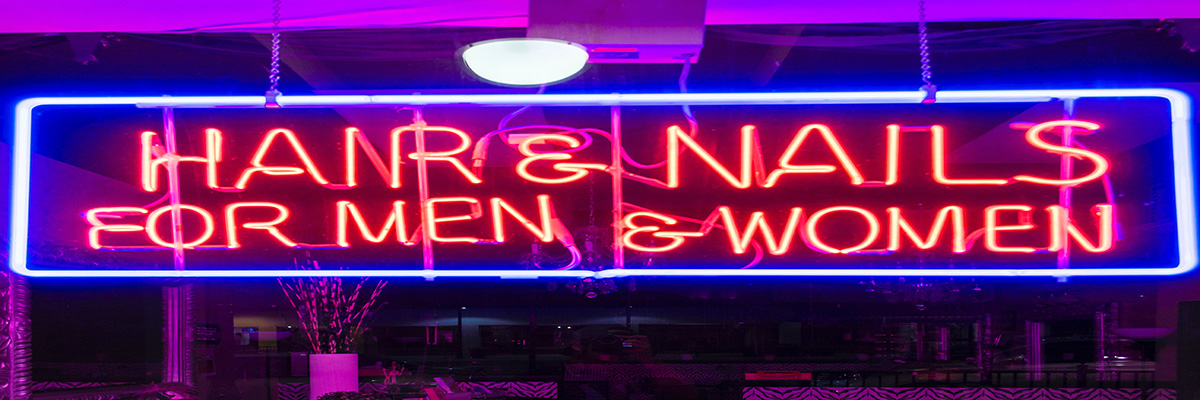 HAIR & NAILS
FOR MEN & WOMEN